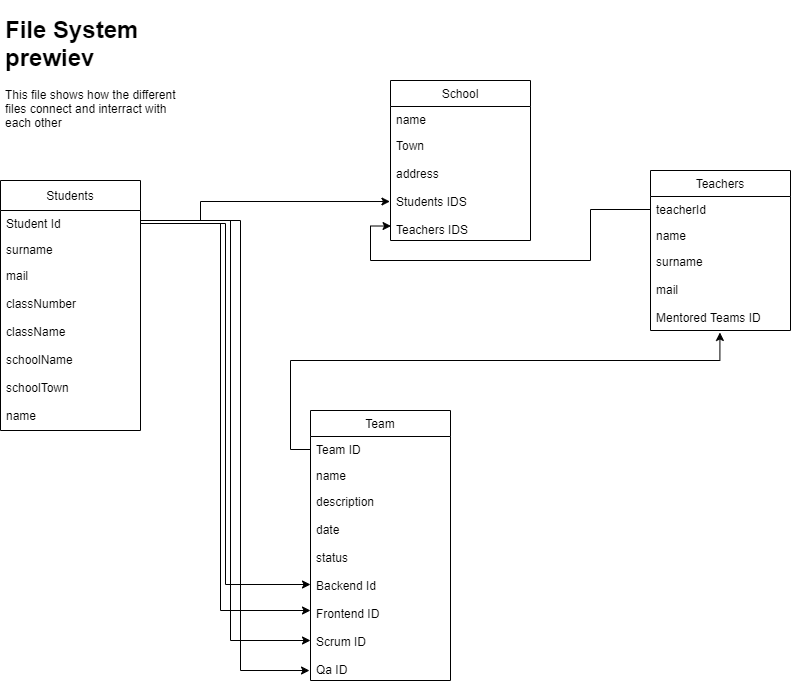 File System
prewiev
This file shows how the different
files connect and interract with
each other
School
name
Town
address
Students IDS
Teachers IDS
Teachers
teacherId
name
surname
mail
Mentored Teams ID
Students
Student Id
surname
mail
classNumber
className
schoolName
schoolTown
name
Team
Team ID
name
description
date
status
Backend Id
Frontend ID
Scrum ID
Qa ID